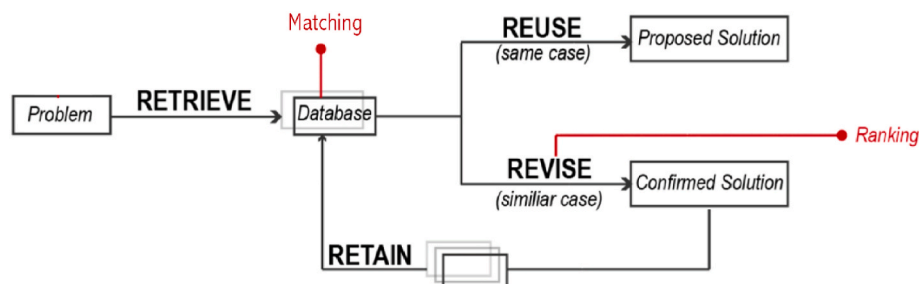 Matching
REUSE
(same case)
Proposed Solution
Problem
RETRIEVE
Database
Ranking
REVISE
(similiar case)
Confirmed Solution
RETAIN